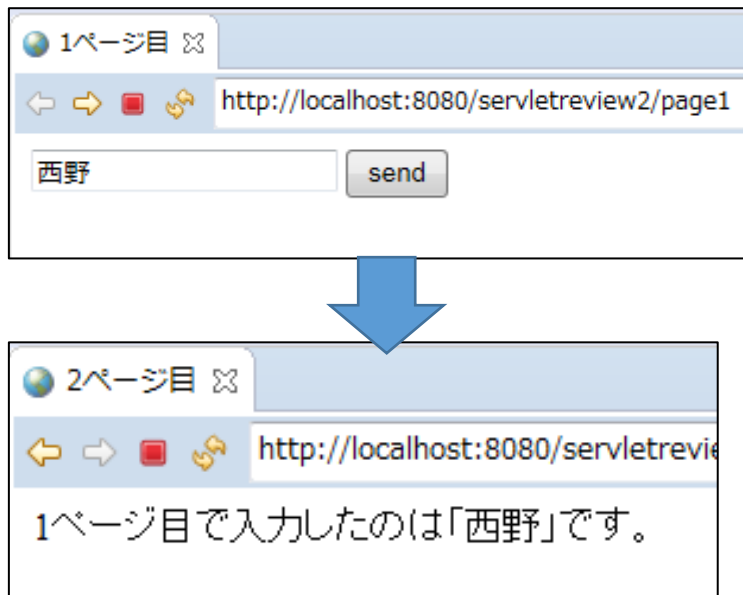 1ページ目
http://localhost:8080/servletreview2/page1
西野 send
2ページ目
http://localhost:8080/
1ページ目で入力したのは「西野」です。